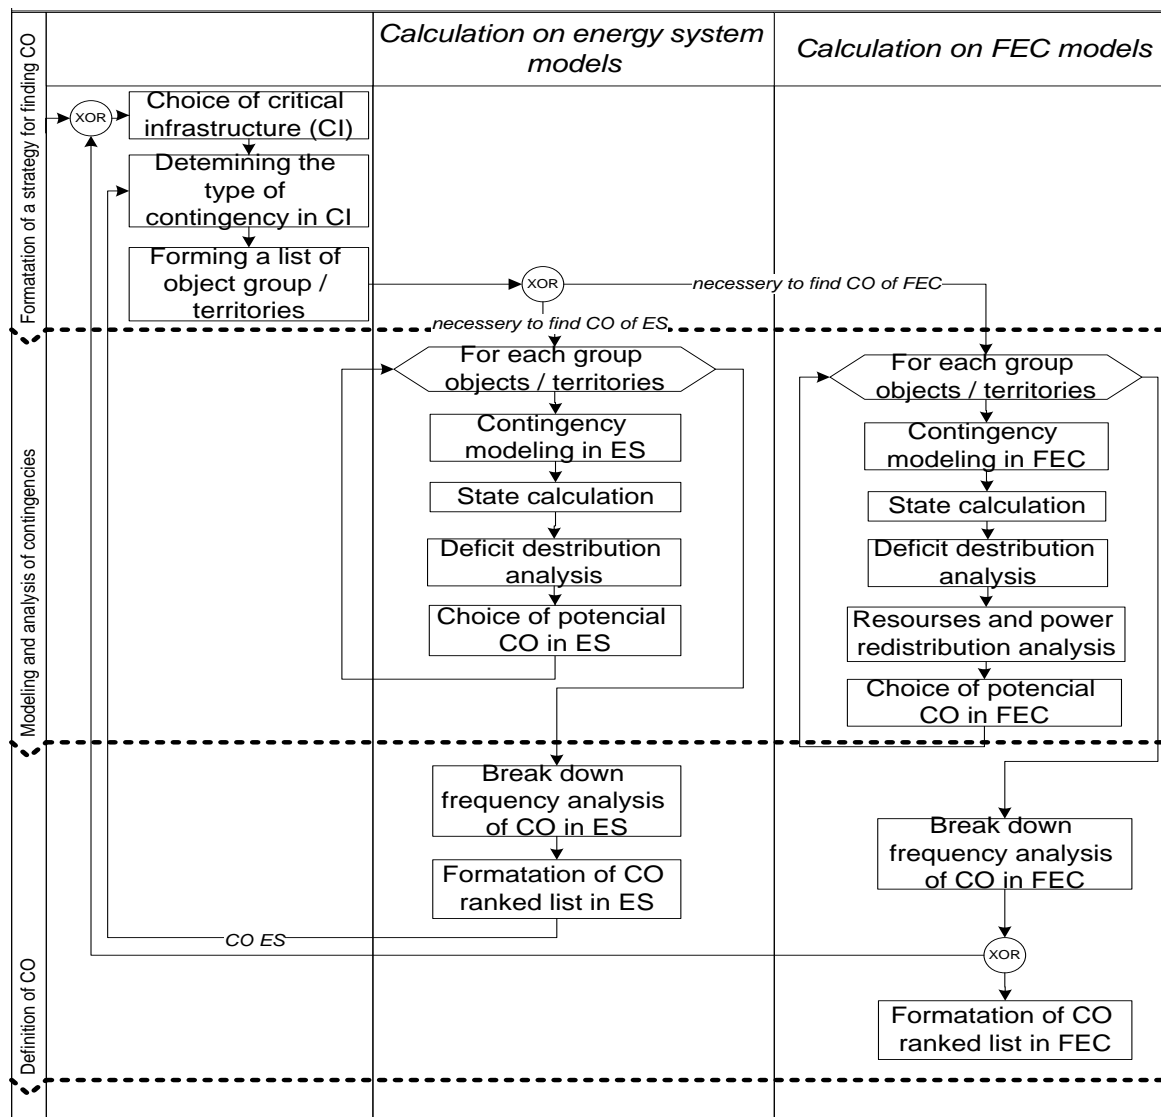 Calculation on energy system
models
Calculation on FEC models
Formatation of a strategy for finding CO
XOR
Choice of critical
infrastructure (CI)
Detemining the
type of
contingency in CI
Forming a list of
object group /
territories
XOR
necessery to find CO of FEC
necessery to find CO of ES
Modeling and analysis of contingencies
For each group
objects / territories
Contingency
modeling in ES
State calculation
Deficit destribution
analysis
Choice of potencial
CO in ES
For each group
objects / territories
Contingency
modeling in FEC
State calculation
Deficit destribution
analysis
Resourses and power
redistribution analysis
Choice of potencial
CO in FEC
Definition of CO
Break down
frequency analysis
of CO in ES
Formatation of CO
ranked list in ES
CO ES
Break down
frequency analysis
of CO in FEC
XOR
Formatation of CO
ranked list in FEC